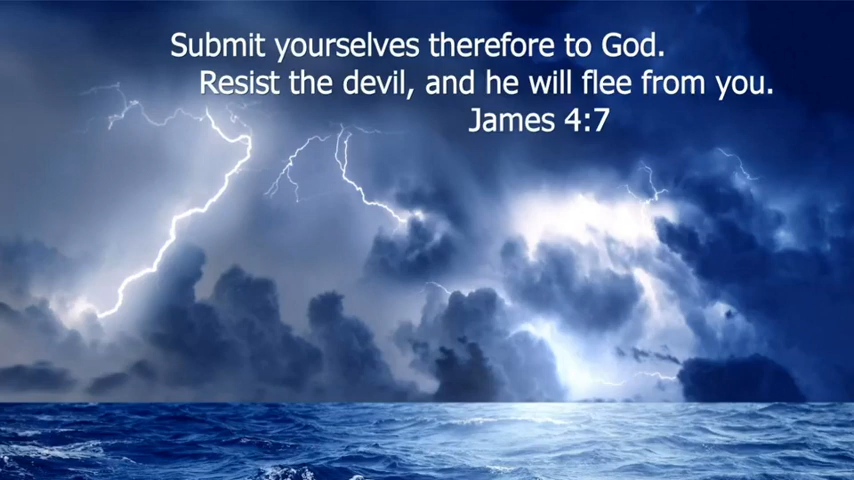 Submit yourselves therefore to God.
Resist the devil, and he will flee from you.
James 4:7